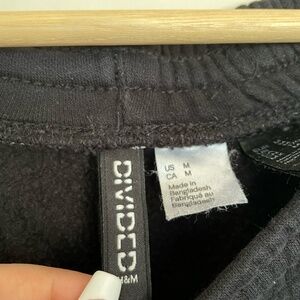 DIVIDED
H&M
US M
CA M
Made in
Bangladesh
Fabriqué au
Bangladesh